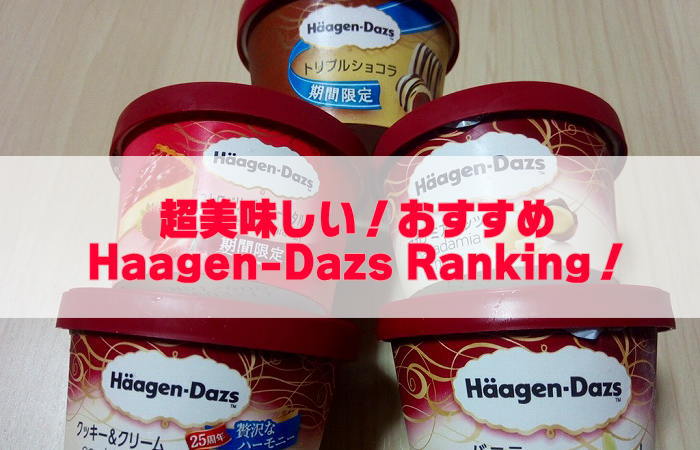 Häagen-Dazs
トリプルショコラ
期間限定
Häagen-Dazs
期間限定
Häagen-Dazs
超美味しい！おすすめ
Haagen-Dazs Ranking！
Häagen-Dazs
クッキー&クリーム
25周年
贅沢な
ハーモニー
Häagen-Dazs